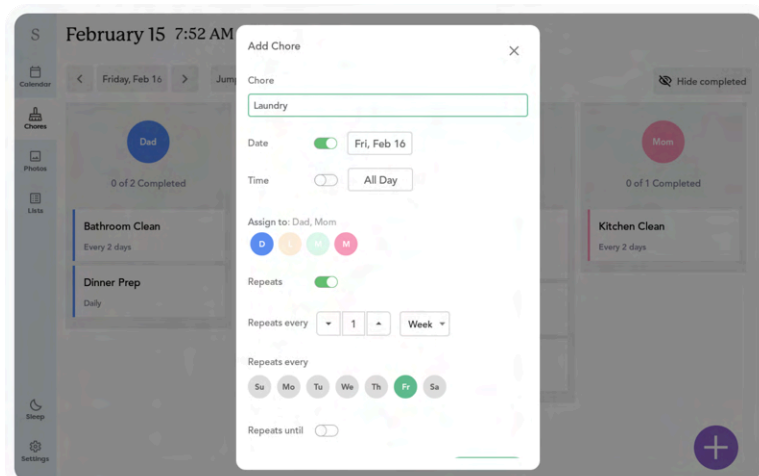 S
February 15 7:52 AM
Calendar
Chores
Photos
Lists
Sleep
Settings
< Friday, Feb 16 >
Hide completed
Dad
0 of 2 Completed
Bathroom Clean
Every 2 days
Dinner Prep
Daily
Add Chore
Chore
Laundry
Date
Fri, Feb 16
Time
All Day
Assign to: Dad, Mom
D L M M
Repeats
Repeats every
1
Week
Repeats every
Su Mo Tu We Th Fr Sa
Repeats until
Mom
0 of 1 Completed
Kitchen Clean
Every 2 days